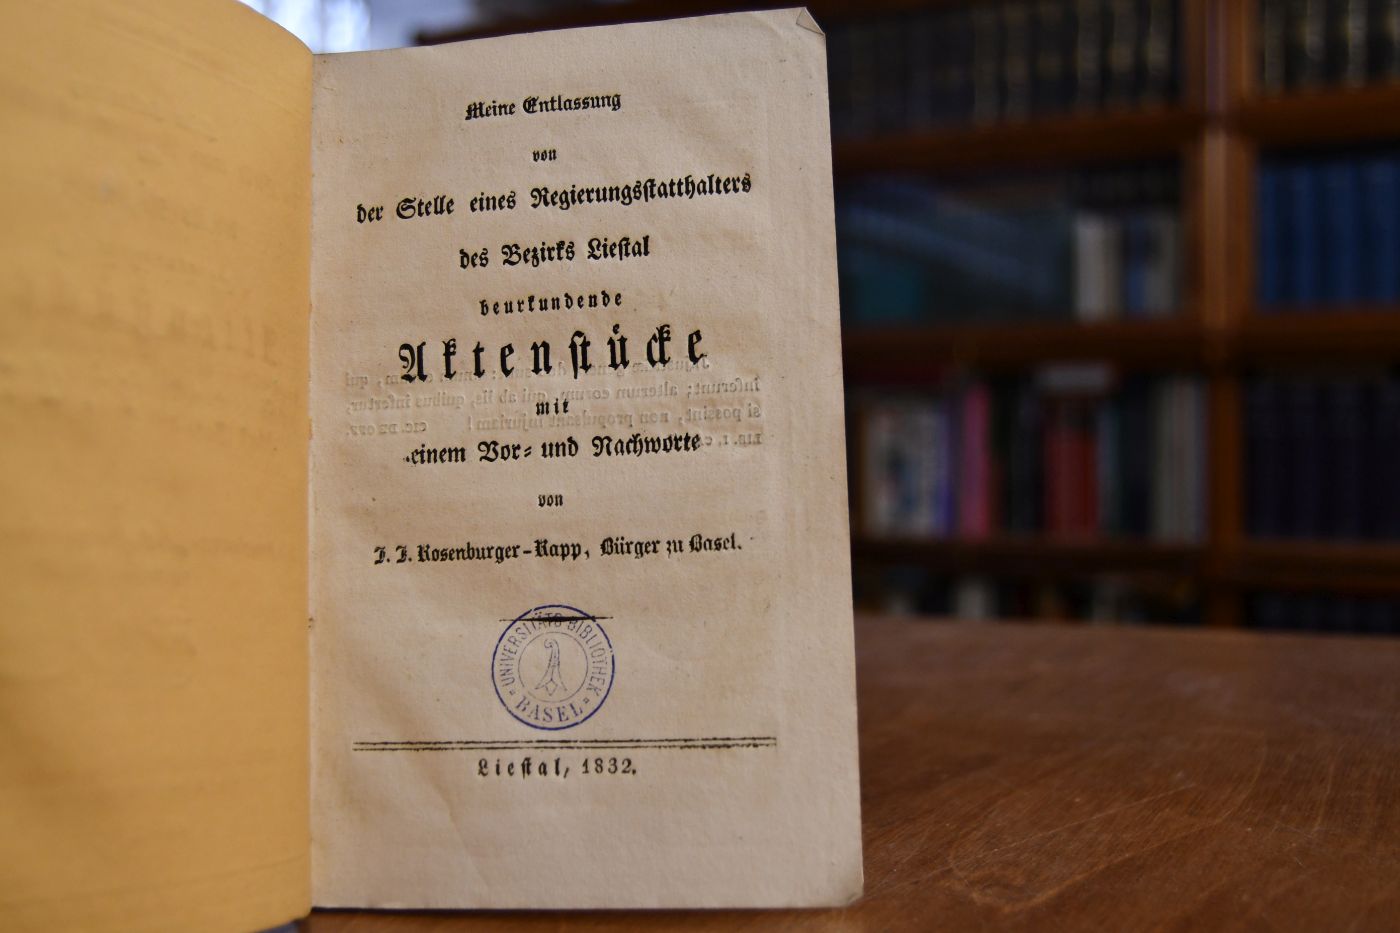 Meine Entlassung
von
der Stelle eines Regierungsstatthalters
des Bezirks Liestal
beurkundende
Aktenstücke
mit
einem Vor- und Nachworte
von
J. J. Rosenburger-Rapp, Bürger zu Basel.
UNIVERSITÄTS BIBLIOTHEK
BASEL
Liestal, 1832.